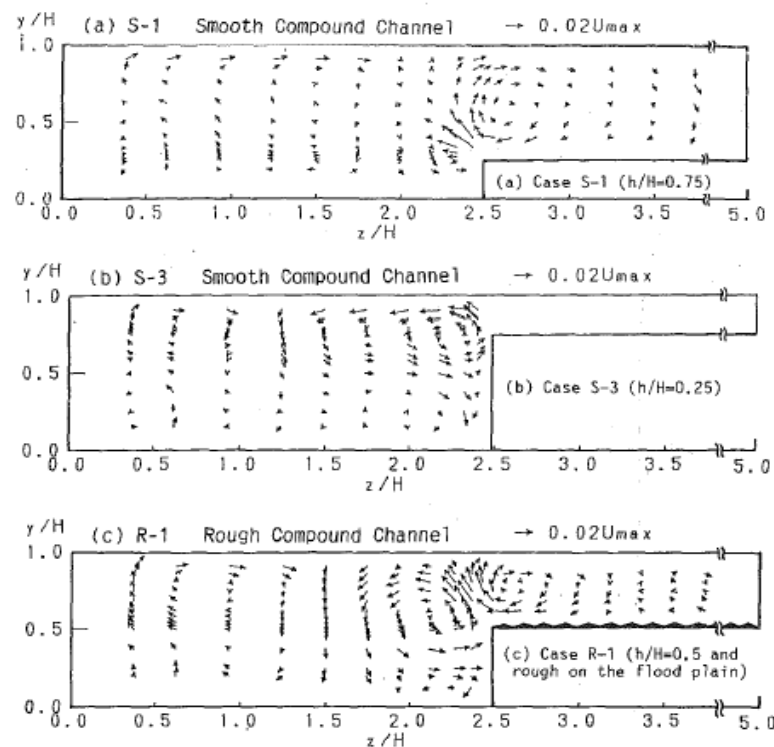 y/H (a) S-1 Smooth Compound Channel → 0.02Umax
1.0
0.5
(a) Case S-1 (h/H=0.75)
0.0
0.0 0.5 1.0 1.5 2.0 2.5 3.0 3.5 5.0
z/H
y/H (b) S-3 Smooth Compound Channel → 0.02Umax
1.0
0.5
(b) Case S-3 (h/H=0.25)
0.0
0.0 0.5 1.0 1.5 2.0 2.5 3.0 3.5 5.0
z/H
y/H (c) R-1 Rough Compound Channel → 0.02Umax
1.0
0.5
(c) Case R-1 (h/H=0.5 and
rough on the flood plain)
0.0
0.0 0.5 1.0 1.5 2.0 2.5 3.0 3.5 5.0
z/H